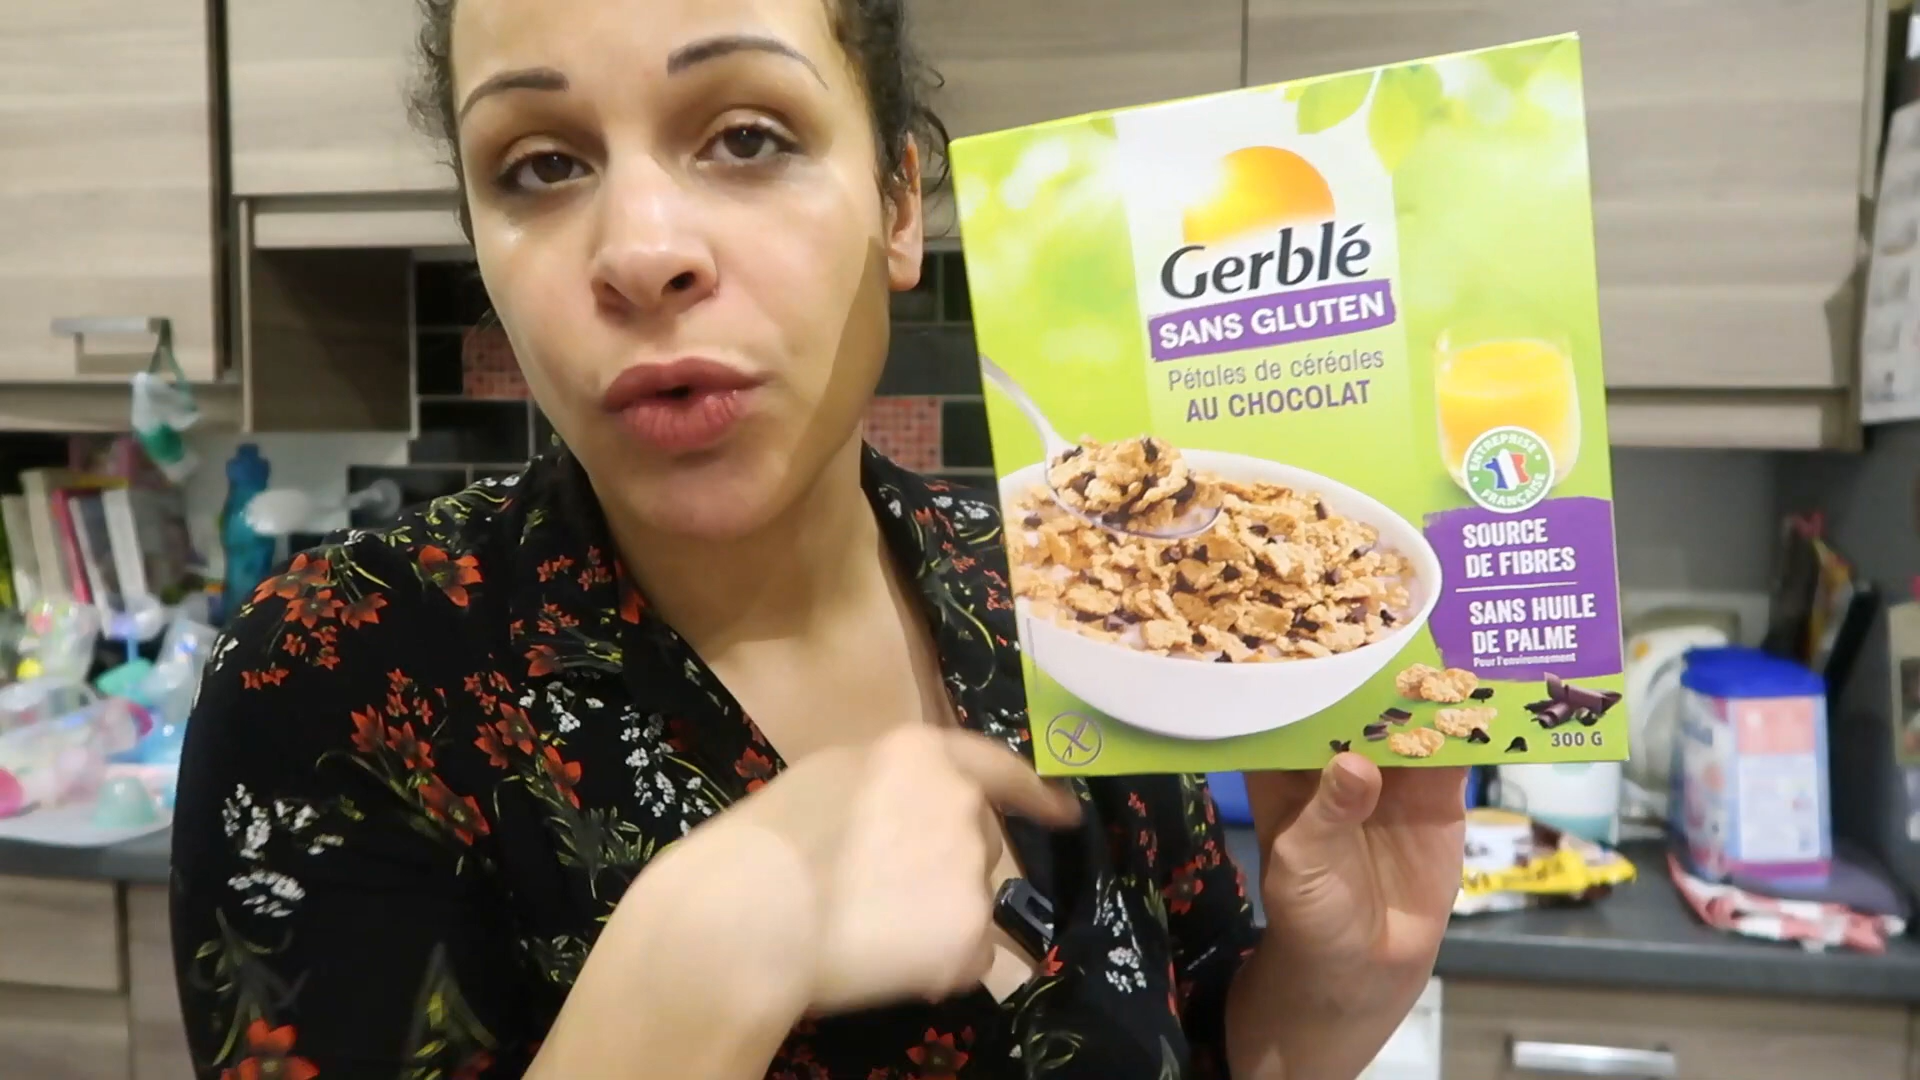 Gerblé
SANS GLUTEN
Pétales de céréales
AU CHOCOLAT
ENTREPRISE
FRANÇAISE
SOURCE
DE FIBRES
SANS HUILE
DE PALME
Pour l'environnement
300 G